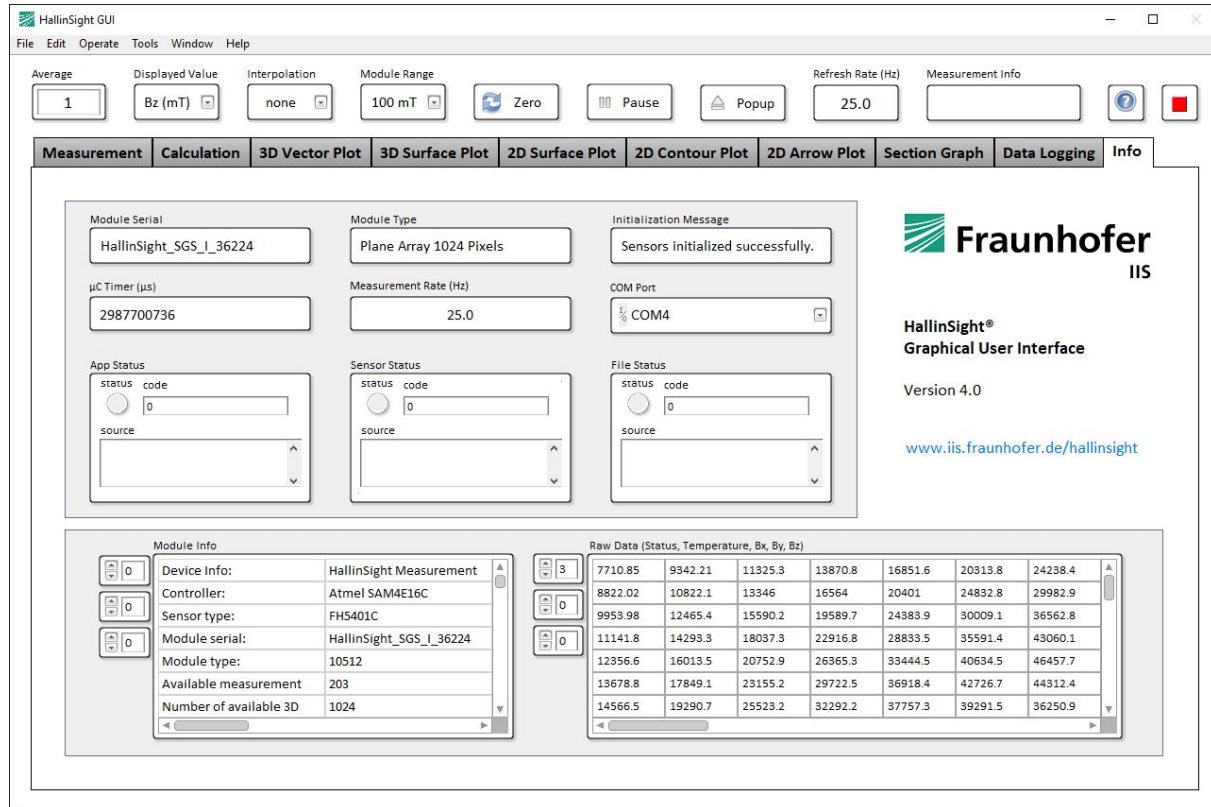 HallinSight GUI
File Edit Operate Tools Window Help
Average Displayed Value Interpolation Module Range Refresh Rate (Hz) Measurement Info
1 Bz (mT) none 100 mT Zero Pause Popup 25.0
Measurement Calculation 3D Vector Plot 3D Surface Plot 2D Surface Plot 2D Contour Plot 2D Arrow Plot Section Graph Data Logging Info
Module Serial Module Type Initialization Message
HallinSight_SGS_I_36224 Plane Array 1024 Pixels Sensors initialized successfully.
µC Timer (µs) Measurement Rate (Hz) COM Port
2987700736 25.0 COM4
App Status Sensor Status File Status
status code status code status code
0 0 0
source source source
Fraunhofer
IIS
HallinSight®
Graphical User Interface
Version 4.0
www.iis.fraunhofer.de/hallinsight
Module Info
0
0
0
Device Info: HallinSight Measurement
Controller: Atmel SAM4E16C
Sensor type: FH5401C
Module serial: HallinSight_SGS_I_36224
Module type: 10512
Available measurement 203
Number of available 3D 1024
Raw Data (Status, Temperature, Bx, By, Bz)
3
0
0
7710.85 9342.21 11325.3 13870.8 16851.6 20313.8 24238.4
8822.02 10822.1 13346 16564 20401 24832.8 29982.9
9953.98 12465.4 15590.2 19589.7 24383.9 30009.1 36562.8
11141.8 14293.3 18037.3 22916.8 28833.5 35591.4 43060.1
12356.6 16013.5 20752.9 26365.3 33444.5 40634.5 46457.7
13678.8 17849.1 23155.2 29722.5 36918.4 42726.7 44312.4
14566.5 19290.7 25523.2 32292.2 37757.3 39291.5 36250.9